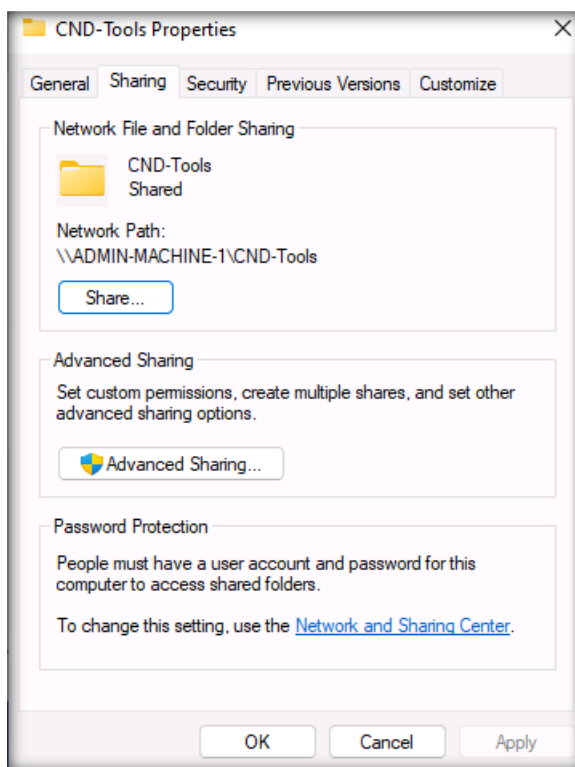 CND-Tools Properties
General
Sharing
Security
Previous Versions
Customize
Network File and Folder Sharing
CND-Tools
Shared
Network Path:
\\ADMIN-MACHINE-1\CND-Tools
Share...
Advanced Sharing
Set custom permissions, create multiple shares, and set other
advanced sharing options.
Advanced Sharing...
Password Protection
People must have a user account and password for this
computer to access shared folders.
To change this setting, use the Network and Sharing Center.
OK
Cancel
Apply